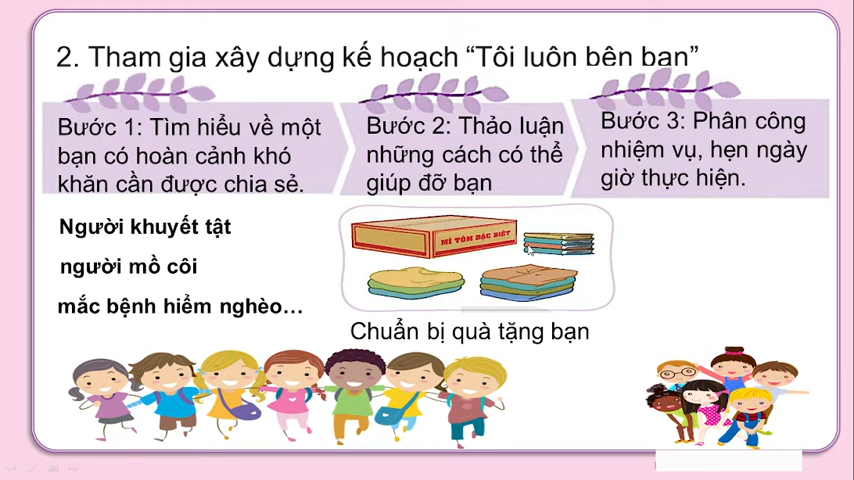 2. Tham gia xây dựng kế hoạch “Tôi luôn bên bạn”
Bước 1: Tìm hiểu về một
bạn có hoàn cảnh khó
khăn cần được chia sẻ.
Bước 2: Thảo luận
những cách có thể
giúp đỡ bạn
Bước 3: Phân công
nhiệm vụ, hẹn ngày
giờ thực hiện.
Người khuyết tật
người mồ côi
mắc bệnh hiểm nghèo…
MÌ TÔM ĐẶC BIỆT
Chuẩn bị quà tặng bạn